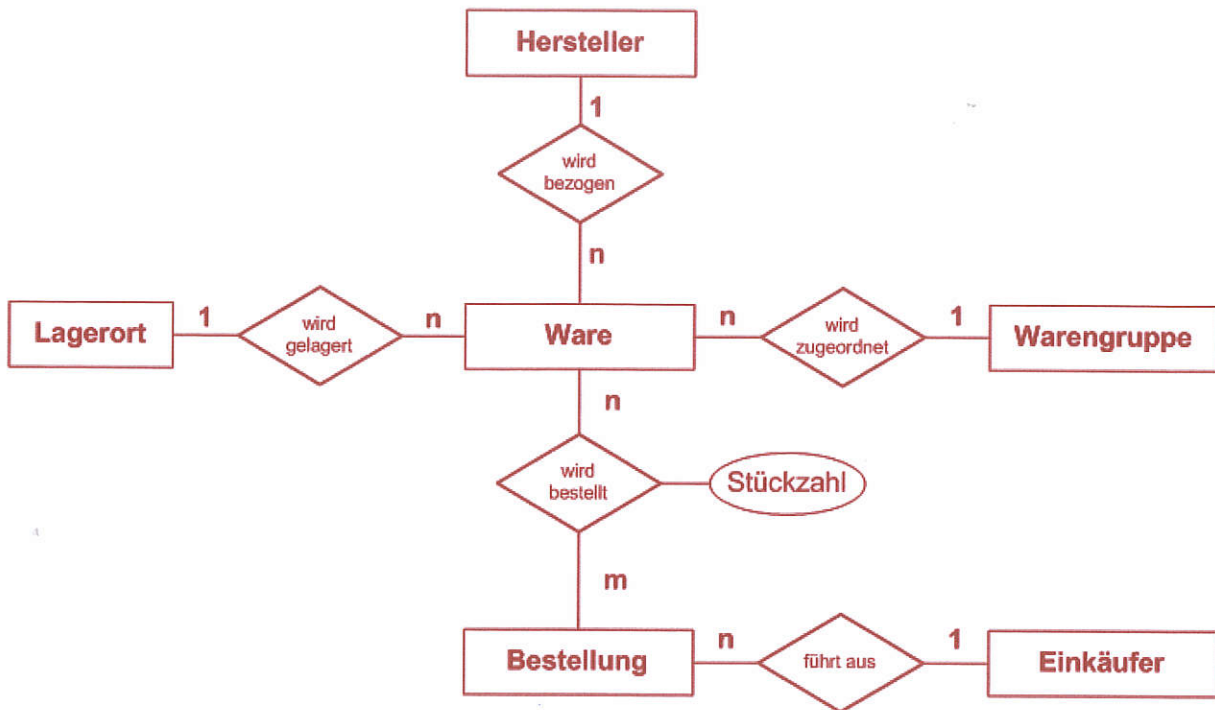 Hersteller
1
wird
bezogen
n
Lagerort
1
wird
gelagert
n
Ware
n
wird
zugeordnet
1
Warengruppe
n
wird
bestellt
Stückzahl
m
Bestellung
n
führt aus
1
Einkäufer